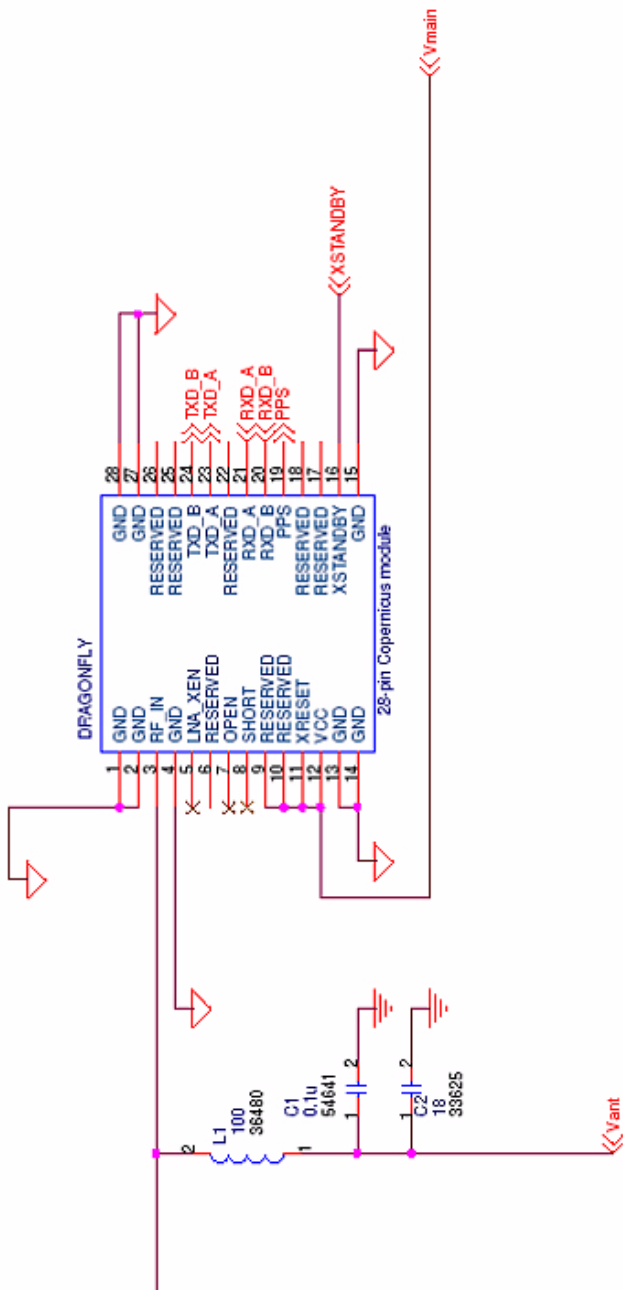 Vmain
XSTANDBY
TXD_B
TXD_A
RXD_A
RXD_B
PPS
28
27
26
25
24
23
22
21
20
19
18
17
16
15
GND
GND
RESERVED
RESERVED
TXD_B
TXD_A
RESERVED
RXD_A
RXD_B
PPS
RESERVED
RESERVED
XSTANDBY
GND
DRAGONFLY
28-pin Copernicus module
GND
GND
RF_IN
GND
LNA_XEN
RESERVED
OPEN
SHORT
RESERVED
RESERVED
XRESET
VCC
GND
GND
1
2
3
4
5
6
7
8
9
10
11
12
13
14
2
L1
100
36480
1
C1
0.1u
54641
1
2
C2
18
33625
1
2
Vant